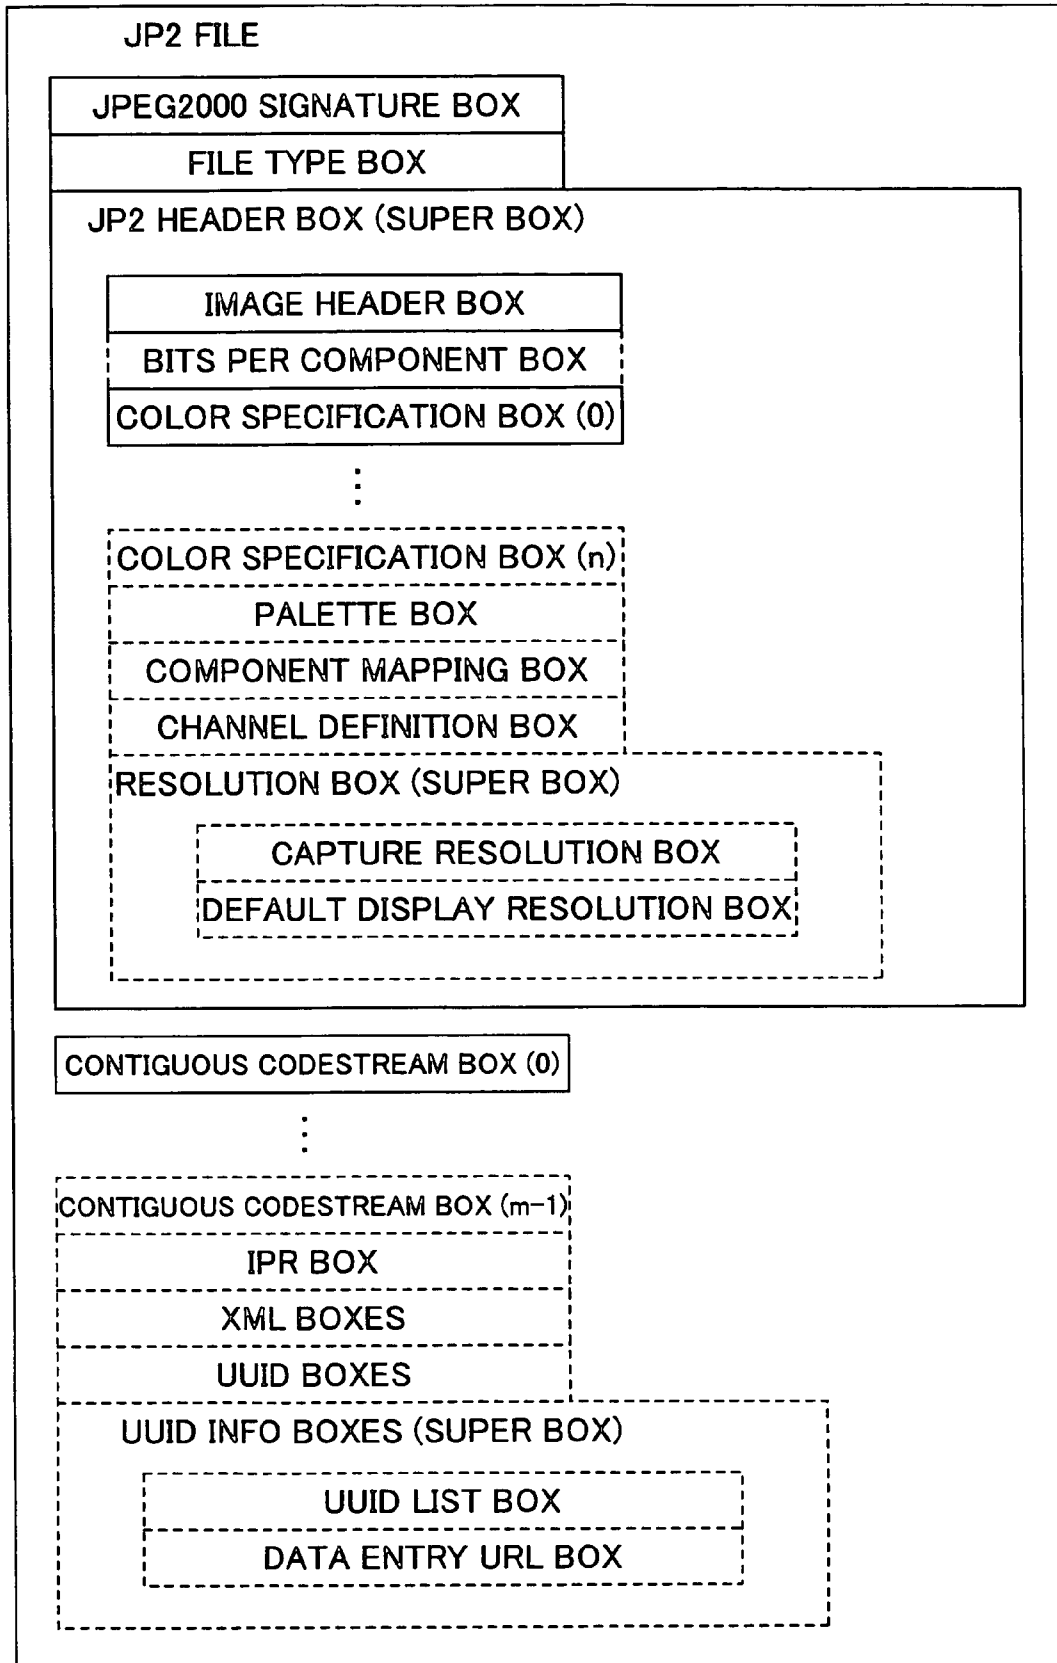 JP2 FILE
JPEG2000 SIGNATURE BOX
FILE TYPE BOX
JP2 HEADER BOX (SUPER BOX)
IMAGE HEADER BOX
BITS PER COMPONENT BOX
COLOR SPECIFICATION BOX (0)
⋮
COLOR SPECIFICATION BOX (n)
PALETTE BOX
COMPONENT MAPPING BOX
CHANNEL DEFINITION BOX
RESOLUTION BOX (SUPER BOX)
CAPTURE RESOLUTION BOX
DEFAULT DISPLAY RESOLUTION BOX
CONTIGUOUS CODESTREAM BOX (0)
⋮
CONTIGUOUS CODESTREAM BOX (m-1)
IPR BOX
XML BOXES
UUID BOXES
UUID INFO BOXES (SUPER BOX)
UUID LIST BOX
DATA ENTRY URL BOX